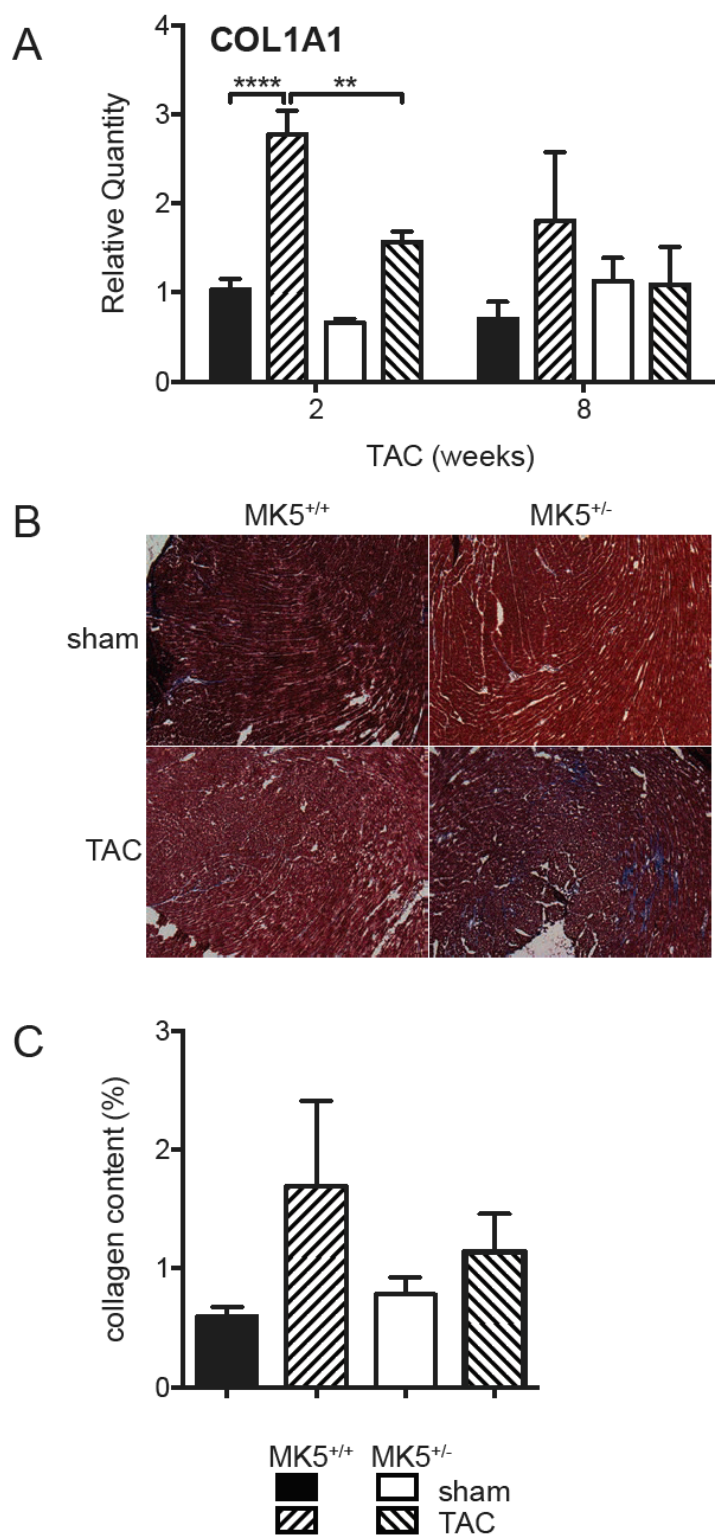 A
COL1A1
**** **
Relative Quantity
4
3
2
1
0
2 8
TAC (weeks)
B
MK5+/+ MK5+/-
sham
TAC
C
collagen content (%)
3
2
1
0
MK5+/+ MK5+/-
sham
TAC